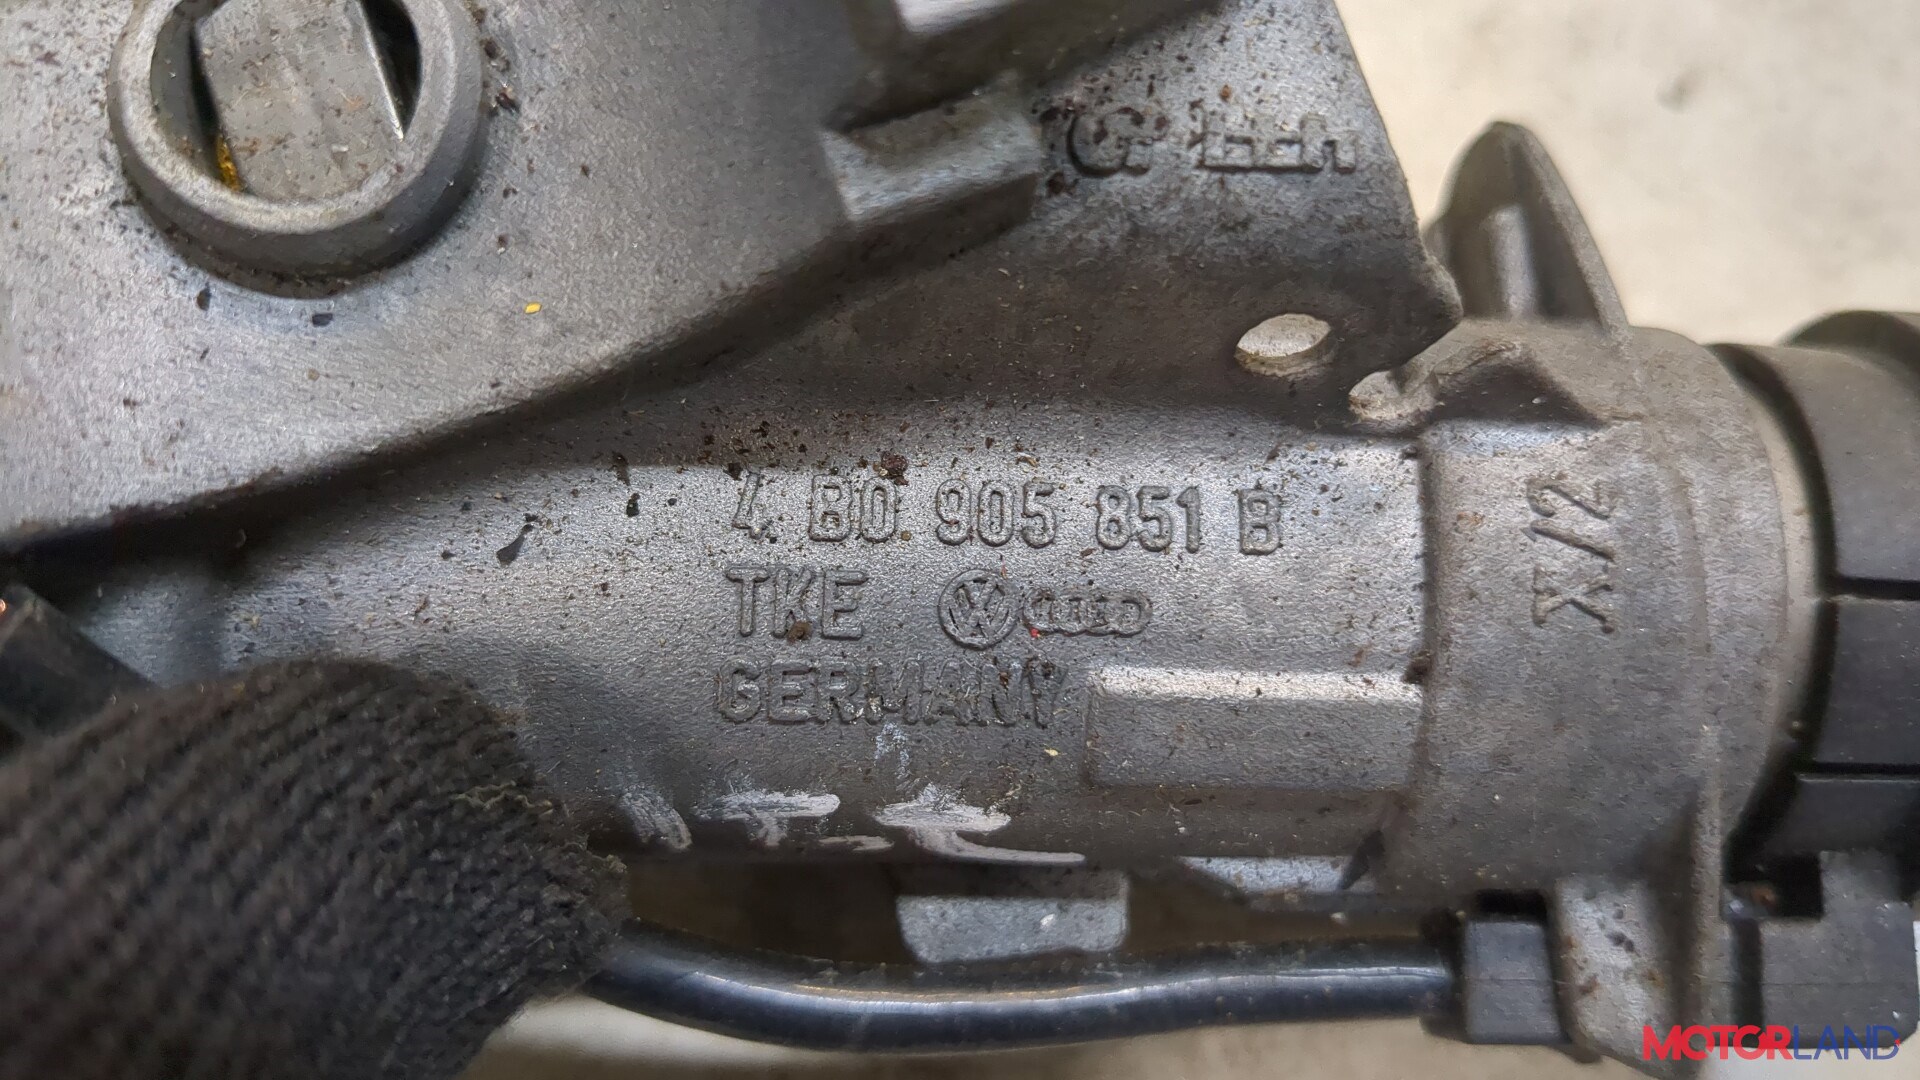 4 B0 905 851 B
TKE
GERMANY
X/2
MOTORLAND